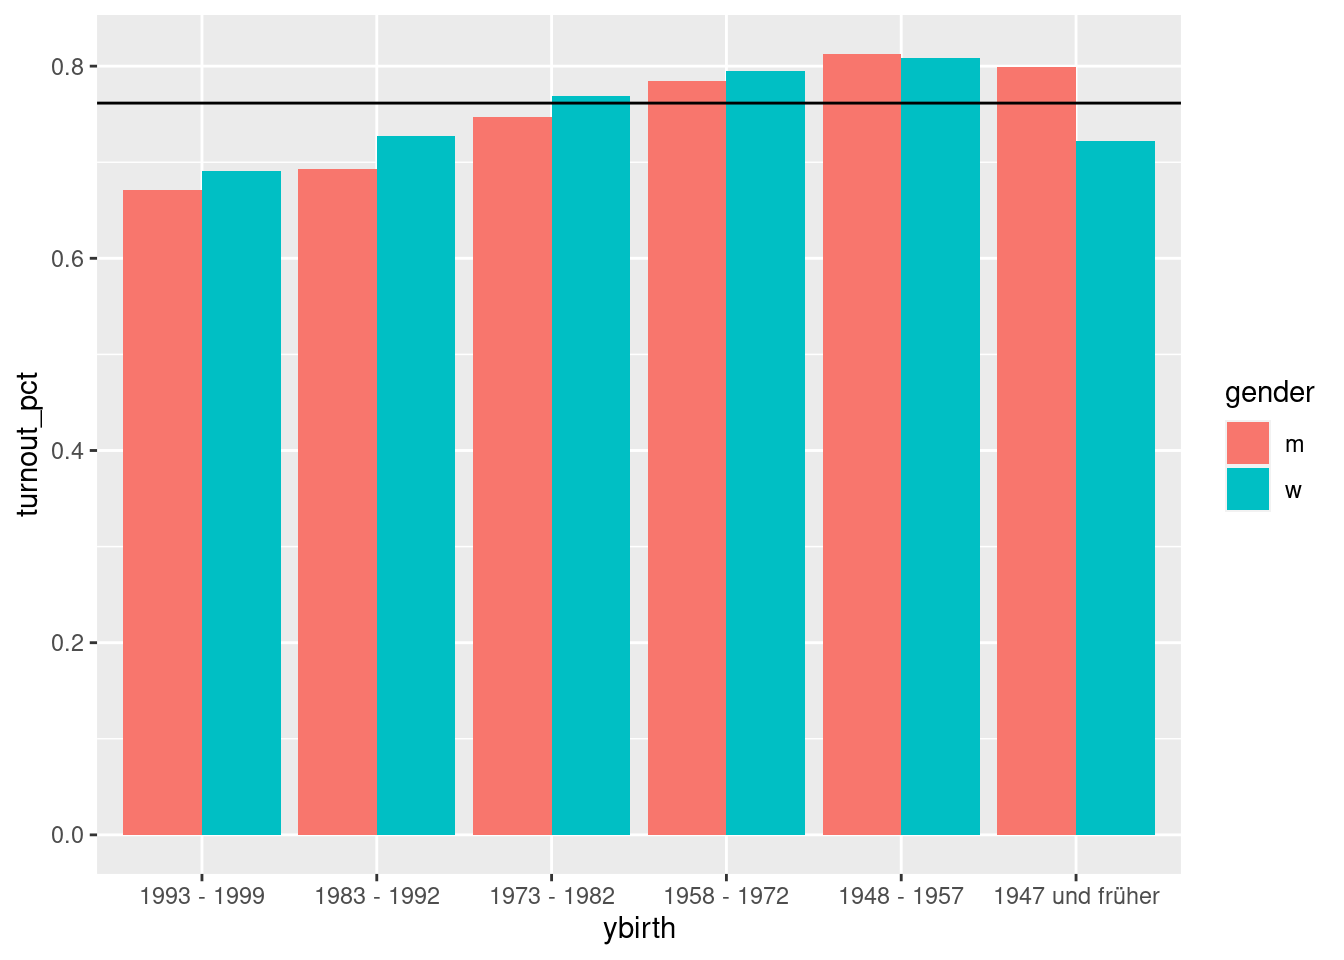 turnout_pct
0.8
0.6
0.4
0.2
0.0
1993 - 1999
1983 - 1992
1973 - 1982
1958 - 1972
1948 - 1957
1947 und früher
ybirth
gender
m
w